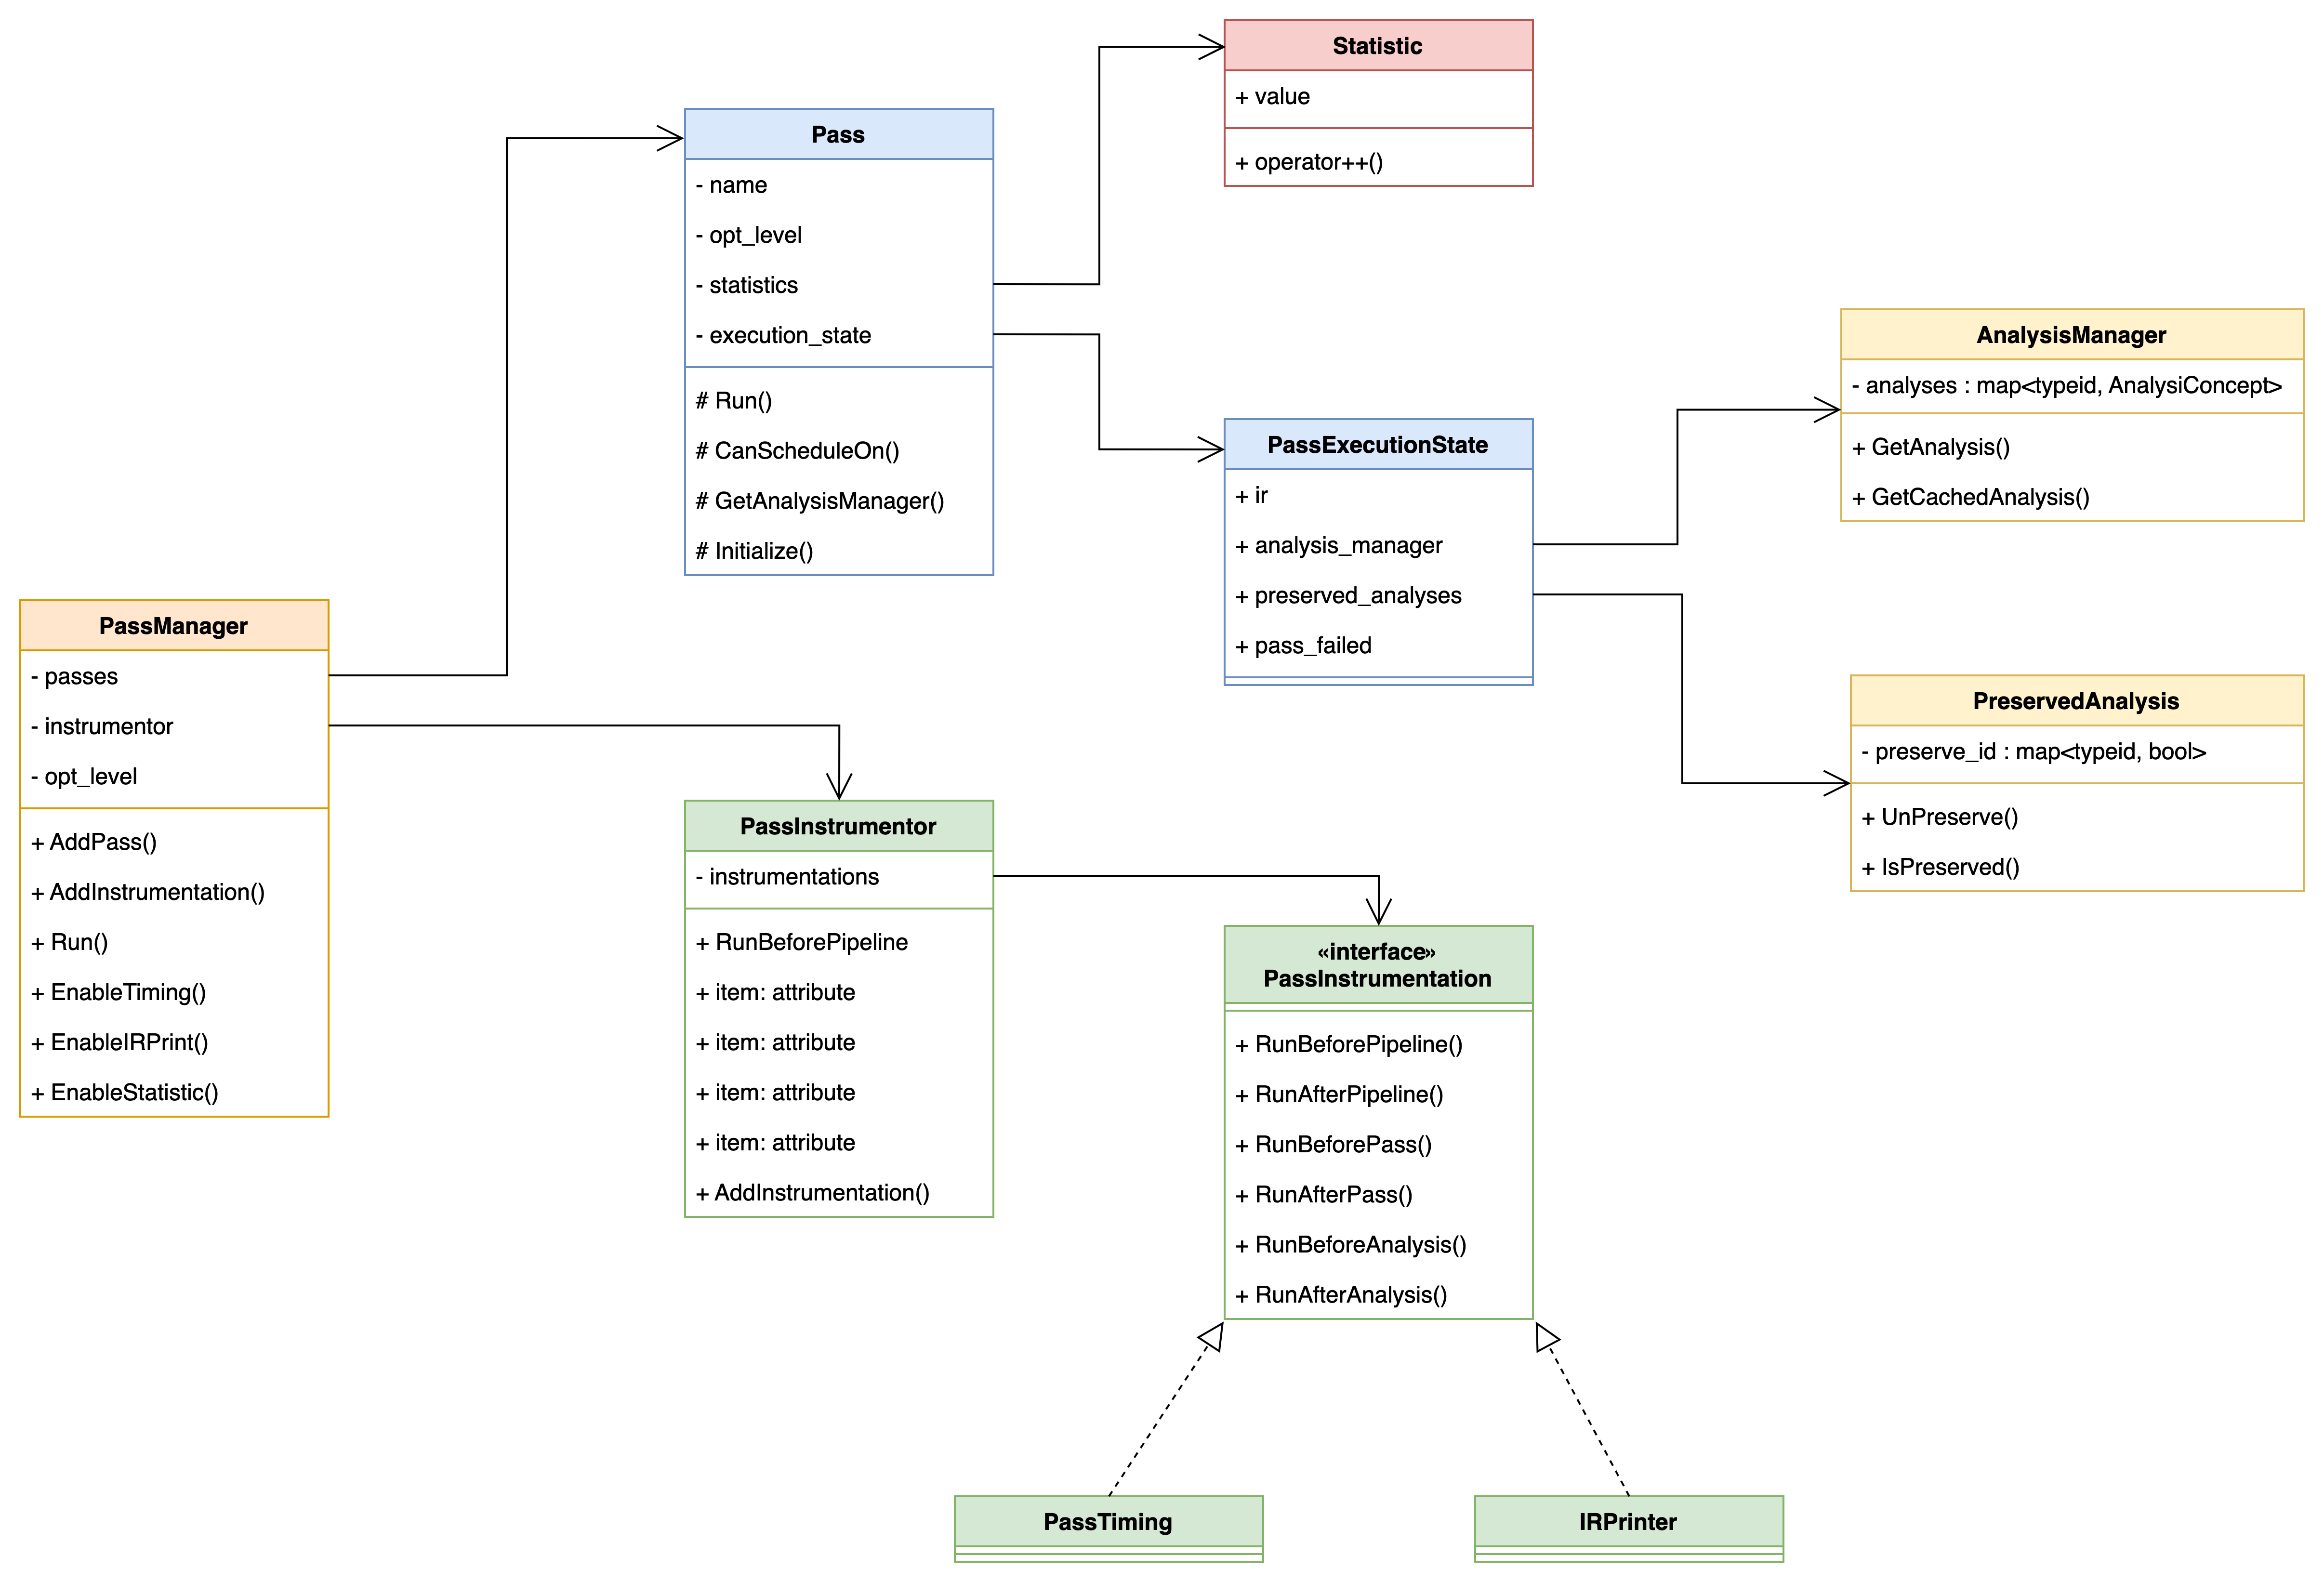 Statistic
+ value
+ operator++()
Pass
- name
- opt_level
- statistics
- execution_state
# Run()
# CanScheduleOn()
# GetAnalysisManager()
# Initialize()
AnalysisManager
- analyses : map<typeid, AnalysiConcept>
+ GetAnalysis()
+ GetCachedAnalysis()
PassExecutionState
+ ir
+ analysis_manager
+ preserved_analyses
+ pass_failed
PassManager
- passes
- instrumentor
- opt_level
+ AddPass()
+ AddInstrumentation()
+ Run()
+ EnableTiming()
+ EnableIRPrint()
+ EnableStatistic()
PreservedAnalysis
- preserve_id : map<typeid, bool>
+ UnPreserve()
+ IsPreserved()
PassInstrumentor
- instrumentations
+ RunBeforePipeline
+ item: attribute
+ item: attribute
+ item: attribute
+ item: attribute
+ AddInstrumentation()
«interface»
PassInstrumentation
+ RunBeforePipeline()
+ RunAfterPipeline()
+ RunBeforePass()
+ RunAfterPass()
+ RunBeforeAnalysis()
+ RunAfterAnalysis()
PassTiming
IRPrinter